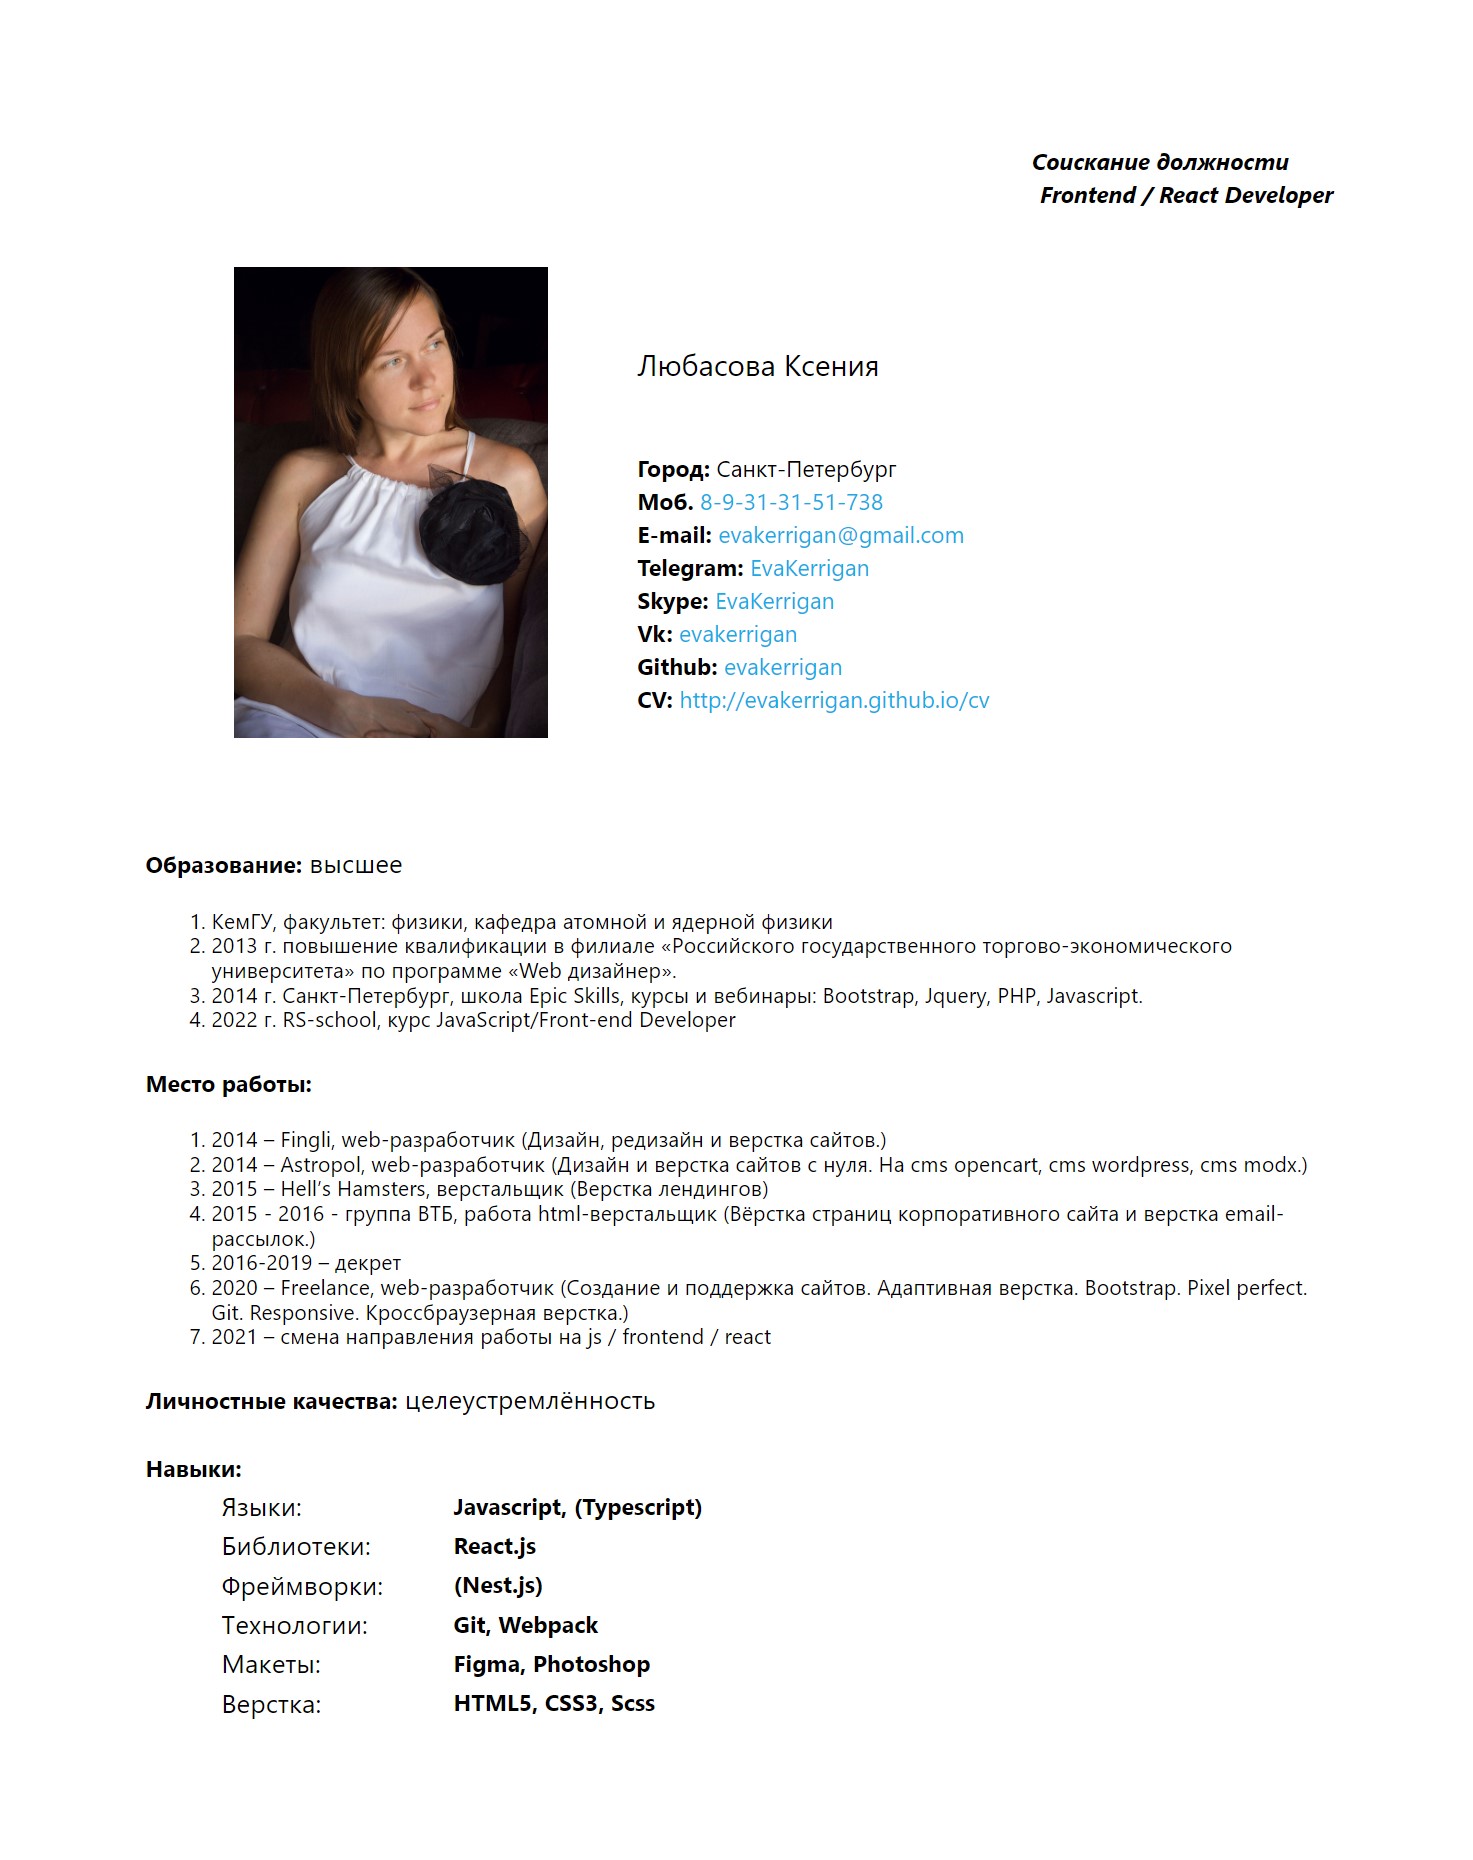 Соискание должности
Frontend / React Developer
Любасова Ксения
Город: Санкт-Петербург
Моб. 8-9-31-31-51-738
E-mail: evakerrigan@gmail.com
Telegram: EvaKerrigan
Skype: EvaKerrigan
Vk: evakerrigan
Github: evakerrigan
CV: http://evakerrigan.github.io/cv
Образование: высшее
1. КемГУ, факультет: физики, кафедра атомной и ядерной физики
2. 2013 г. повышение квалификации в филиале «Российского государственного торгово-экономического
университета» по программе «Web дизайнер».
3. 2014 г. Санкт-Петербург, школа Epic Skills, курсы и вебинары: Bootstrap, Jquery, PHP, Javascript.
4. 2022 г. RS-school, курс JavaScript/Front-end Developer
Место работы:
1. 2014 – Fingli, web-разработчик (Дизайн, редизайн и верстка сайтов.)
2. 2014 – Astropol, web-разработчик (Дизайн и верстка сайтов с нуля. На cms opencart, cms wordpress, cms modx.)
3. 2015 – Hell’s Hamsters, верстальщик (Верстка лендингов)
4. 2015 - 2016 - группа ВТБ, работа html-верстальщик (Вёрстка страниц корпоративного сайта и верстка email-
рассылок.)
5. 2016-2019 – декрет
6. 2020 – Freelance, web-разработчик (Создание и поддержка сайтов. Адаптивная верстка. Bootstrap. Pixel perfect.
Git. Responsive. Кроссбраузерная верстка.)
7. 2021 – смена направления работы на js / frontend / react
Личностные качества: целеустремлённость
Навыки:
Языки: Javascript, (Typescript)
Библиотеки: React.js
Фреймворки: (Nest.js)
Технологии: Git, Webpack
Макеты: Figma, Photoshop
Верстка: HTML5, CSS3, Scss